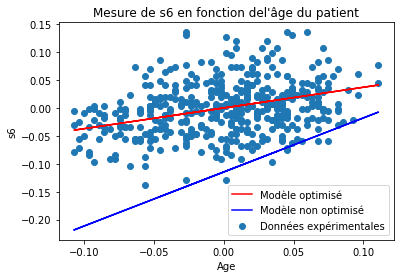 Mesure de s6 en fonction del'âge du patient
0.15
0.10
0.05
0.00
−0.05
−0.10
−0.15
−0.20
s6
−0.10
−0.05
0.00
0.05
0.10
Age
Modèle optimisé
Modèle non optimisé
Données expérimentales